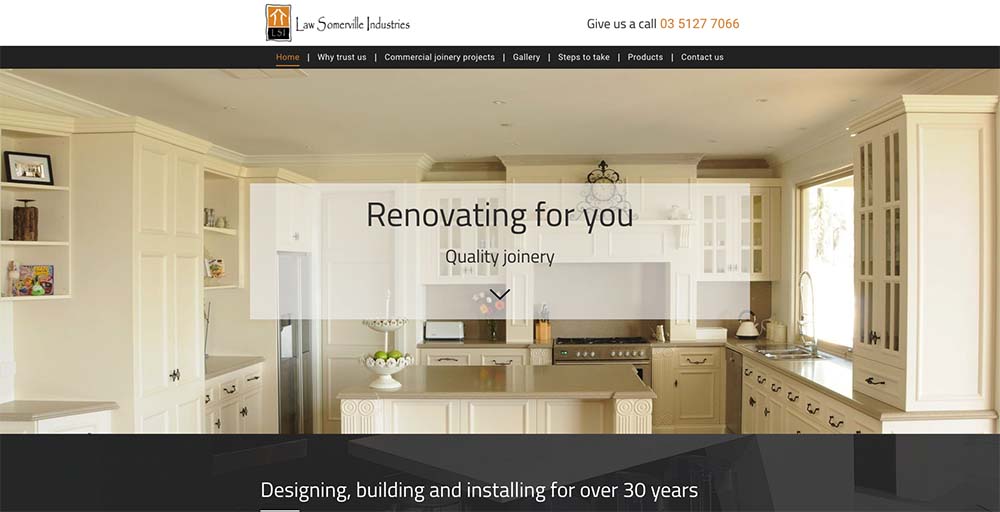 LSI
Law Somerville Industries
Give us a call 03 5127 7066
Home | Why trust us | Commercial joinery projects | Gallery | Steps to take | Products | Contact us
Renovating for you
Quality joinery
Designing, building and installing for over 30 years